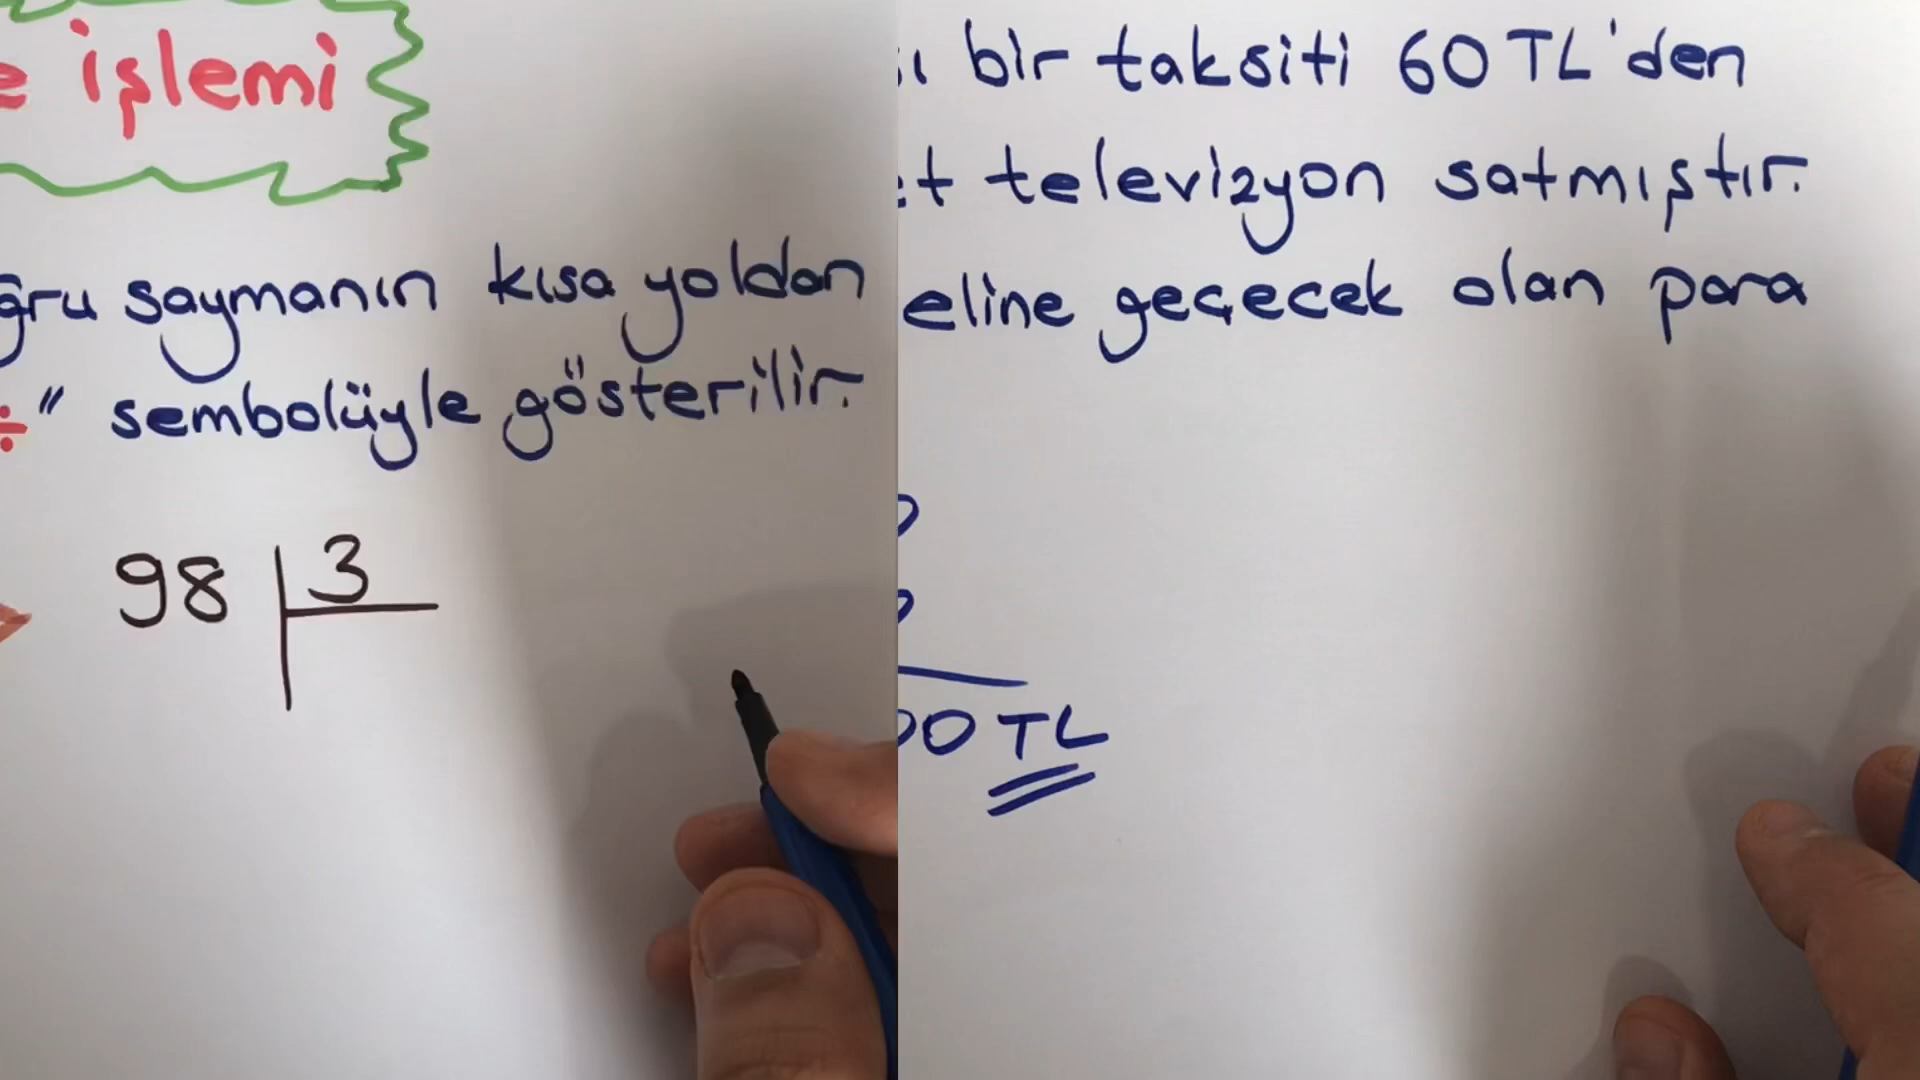 işlemi
saymanın kısa yoldan
÷" sembolüyle gösterilir.
98 3
bir taksiti 60 TL'den
televizyon satmıştır.
eline geçecek olan para
00 TL